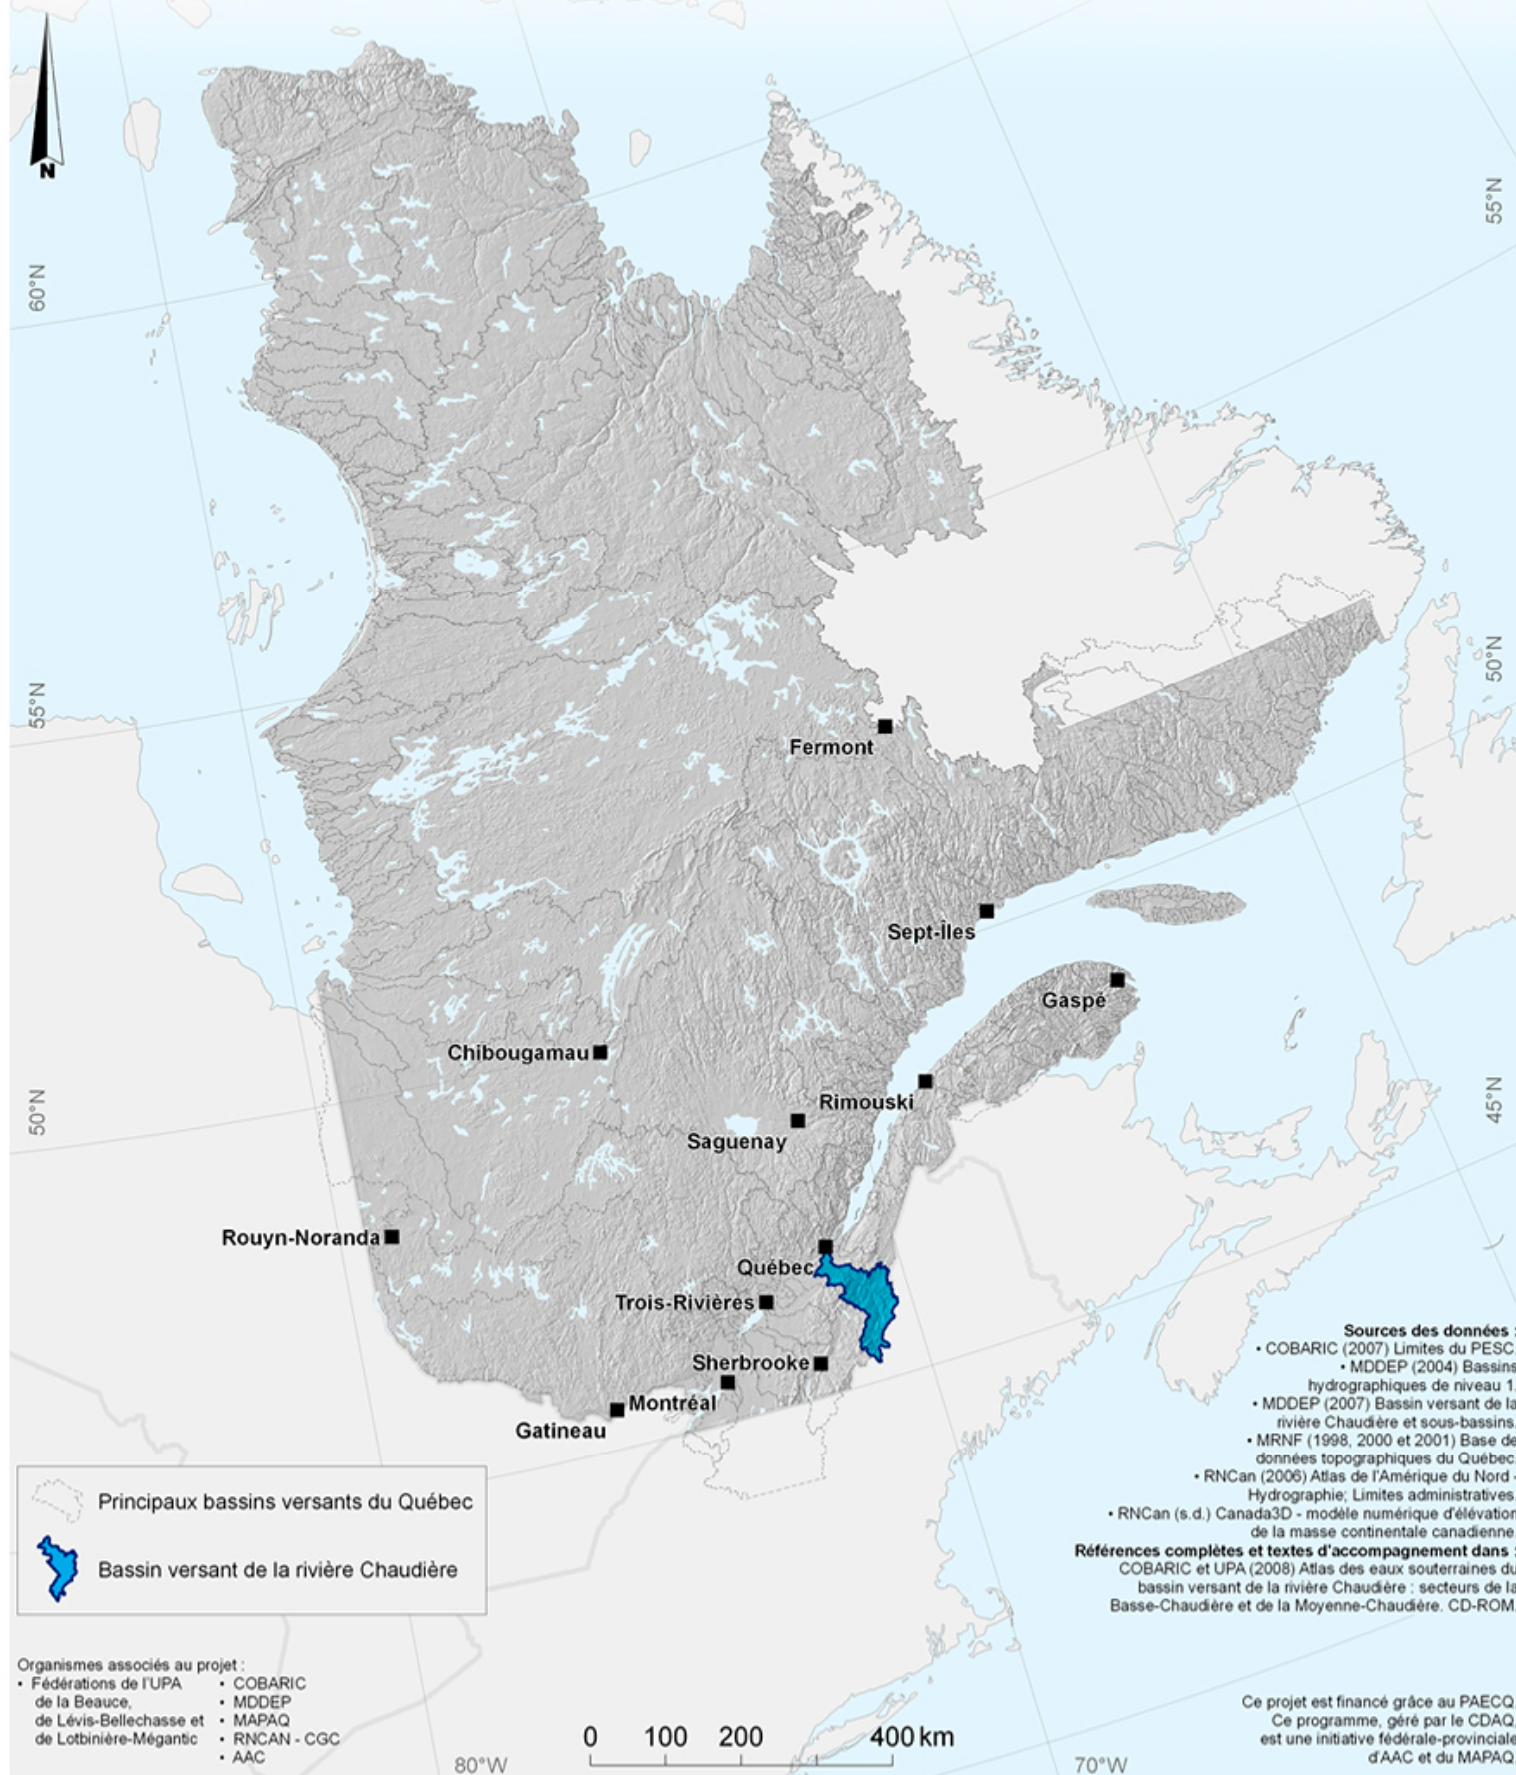 N
55°N
60°N
50°N
55°N
Fermont
Sept-Îles
Gaspé
Chibougamau
Rimouski
50°N
45°N
Saguenay
Rouyn-Noranda
Québec
Trois-Rivières
Sherbrooke
Montréal
Gatineau
Sources des données :
• COBARIC (2007) Limites du PESC.
• MDDEP (2004) Bassins
hydrographiques de niveau 1.
• MDDEP (2007) Bassin versant de la
rivière Chaudière et sous-bassins.
• MRNF (1998, 2000 et 2001) Base de
données topographiques du Québec.
• RNCan (2006) Atlas de l'Amérique du Nord -
Hydrographie; Limites administratives.
• RNCan (s.d.) Canada3D - modèle numérique d'élévation
de la masse continentale canadienne.
Références complètes et textes d'accompagnement dans :
COBARIC et UPA (2008) Atlas des eaux souterraines du
bassin versant de la rivière Chaudière : secteurs de la
Basse-Chaudière et de la Moyenne-Chaudière. CD-ROM.
Principaux bassins versants du Québec
Bassin versant de la rivière Chaudière
Organismes associés au projet :
• Fédérations de l'UPA
de la Beauce,
de Lévis-Bellechasse et
de Lotbinière-Mégantic
• COBARIC
• MDDEP
• MAPAQ
• RNCAN - CGC
• AAC
0 100 200 400 km
80°W
70°W
Ce projet est financé grâce au PAECQ.
Ce programme, géré par le CDAQ,
est une initiative fédérale-provinciale
d'AAC et du MAPAQ.